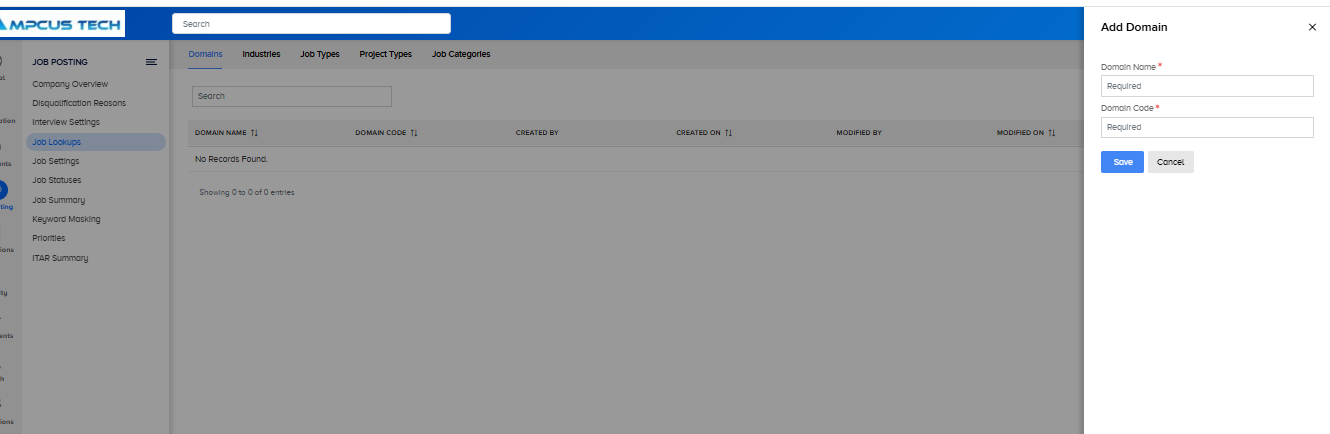 MPCUS TECH
Search
Add Domain
JOB POSTING
Company Overview
Disqualification Reasons
Interview Settings
Job Lookups
Job Settings
Job Statuses
Job Summary
Keyword Masking
Priorities
ITAR Summary
Domains Industries Job Types Project Types Job Categories
Search
DOMAIN NAME DOMAIN CODE CREATED BY CREATED ON MODIFIED BY MODIFIED ON
No Records Found.
Showing 0 to 0 of 0 entries
Domain Name *
Required
Domain Code *
Required
Save Cancel